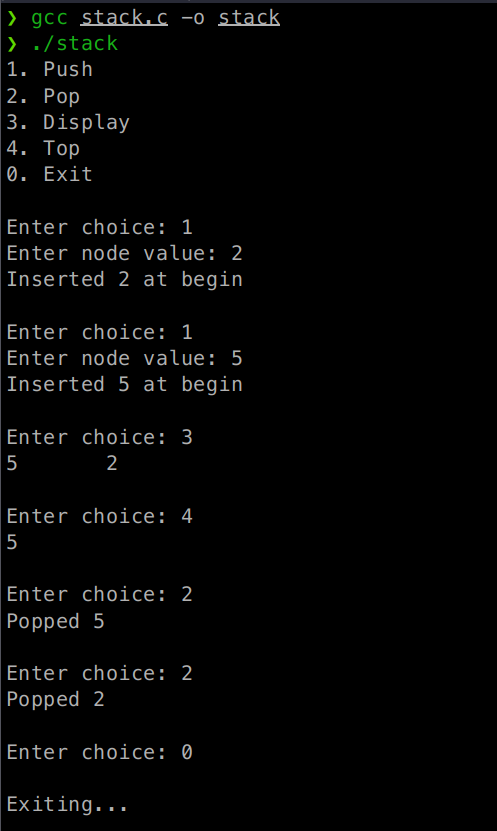 ❯ gcc stack.c -o stack
❯ ./stack
1. Push
2. Pop
3. Display
4. Top
0. Exit

Enter choice: 1
Enter node value: 2
Inserted 2 at begin

Enter choice: 1
Enter node value: 5
Inserted 5 at begin

Enter choice: 3
5       2

Enter choice: 4
5

Enter choice: 2
Popped 5

Enter choice: 2
Popped 2

Enter choice: 0

Exiting...